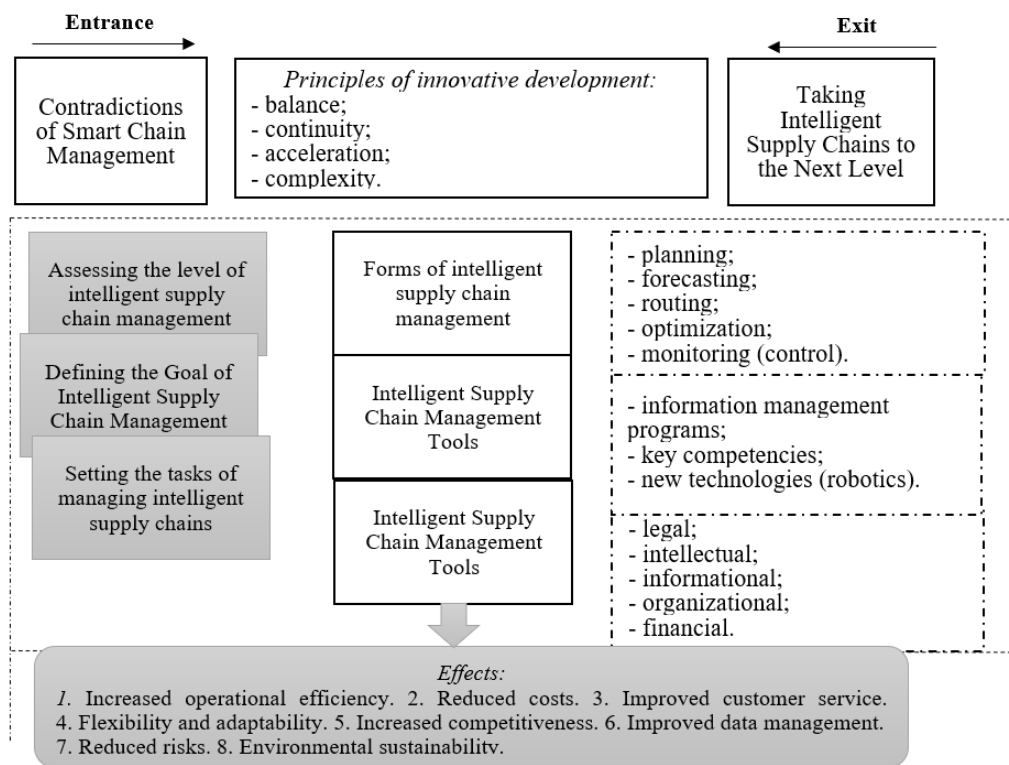 Entrance
Exit
Contradictions
of Smart Chain
Management
Principles of innovative development:
- balance;
- continuity;
- acceleration;
- complexity.
Taking
Intelligent
Supply Chains to
the Next Level
Assessing the level of
intelligent supply
chain management
Defining the Goal of
Intelligent Supply
Chain Management
Setting the tasks of
managing intelligent
supply chains
Forms of intelligent
supply chain
management
Intelligent Supply
Chain Management
Tools
Intelligent Supply
Chain Management
Tools
- planning;
- forecasting;
- routing;
- optimization;
- monitoring (control).
- information management
programs;
- key competencies;
- new technologies (robotics).
- legal;
- intellectual;
- informational;
- organizational;
- financial.
Effects:
1. Increased operational efficiency. 2. Reduced costs. 3. Improved customer service.
4. Flexibility and adaptability. 5. Increased competitiveness. 6. Improved data management.
7. Reduced risks. 8. Environmental sustainability.